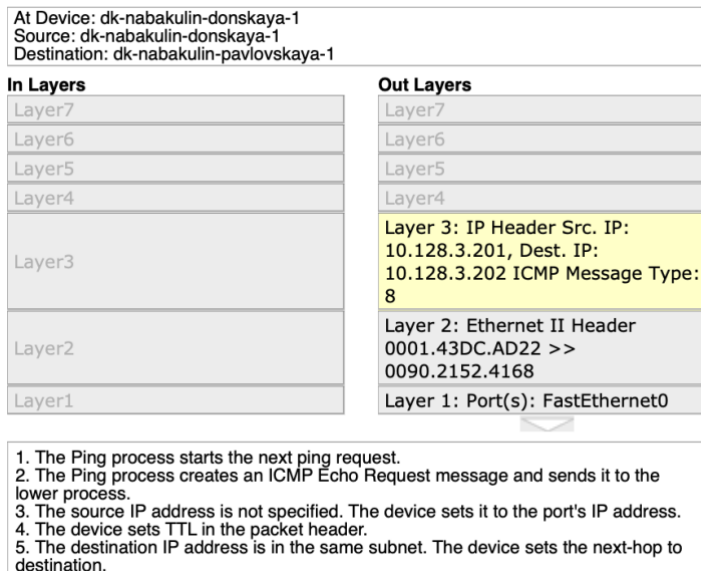 At Device: dk-nabakulin-donskaya-1
Source: dk-nabakulin-donskaya-1
Destination: dk-nabakulin-pavlovskaya-1
In Layers
Layer7
Layer6
Layer5
Layer4
Layer3
Layer2
Layer1
Out Layers
Layer7
Layer6
Layer5
Layer4
Layer 3: IP Header Src. IP:
10.128.3.201, Dest. IP:
10.128.3.202 ICMP Message Type:
8
Layer 2: Ethernet II Header
0001.43DC.AD22 >>
0090.2152.4168
Layer 1: Port(s): FastEthernet0
1. The Ping process starts the next ping request.
2. The Ping process creates an ICMP Echo Request message and sends it to the
lower process.
3. The source IP address is not specified. The device sets it to the port's IP address.
4. The device sets TTL in the packet header.
5. The destination IP address is in the same subnet. The device sets the next-hop to
destination.